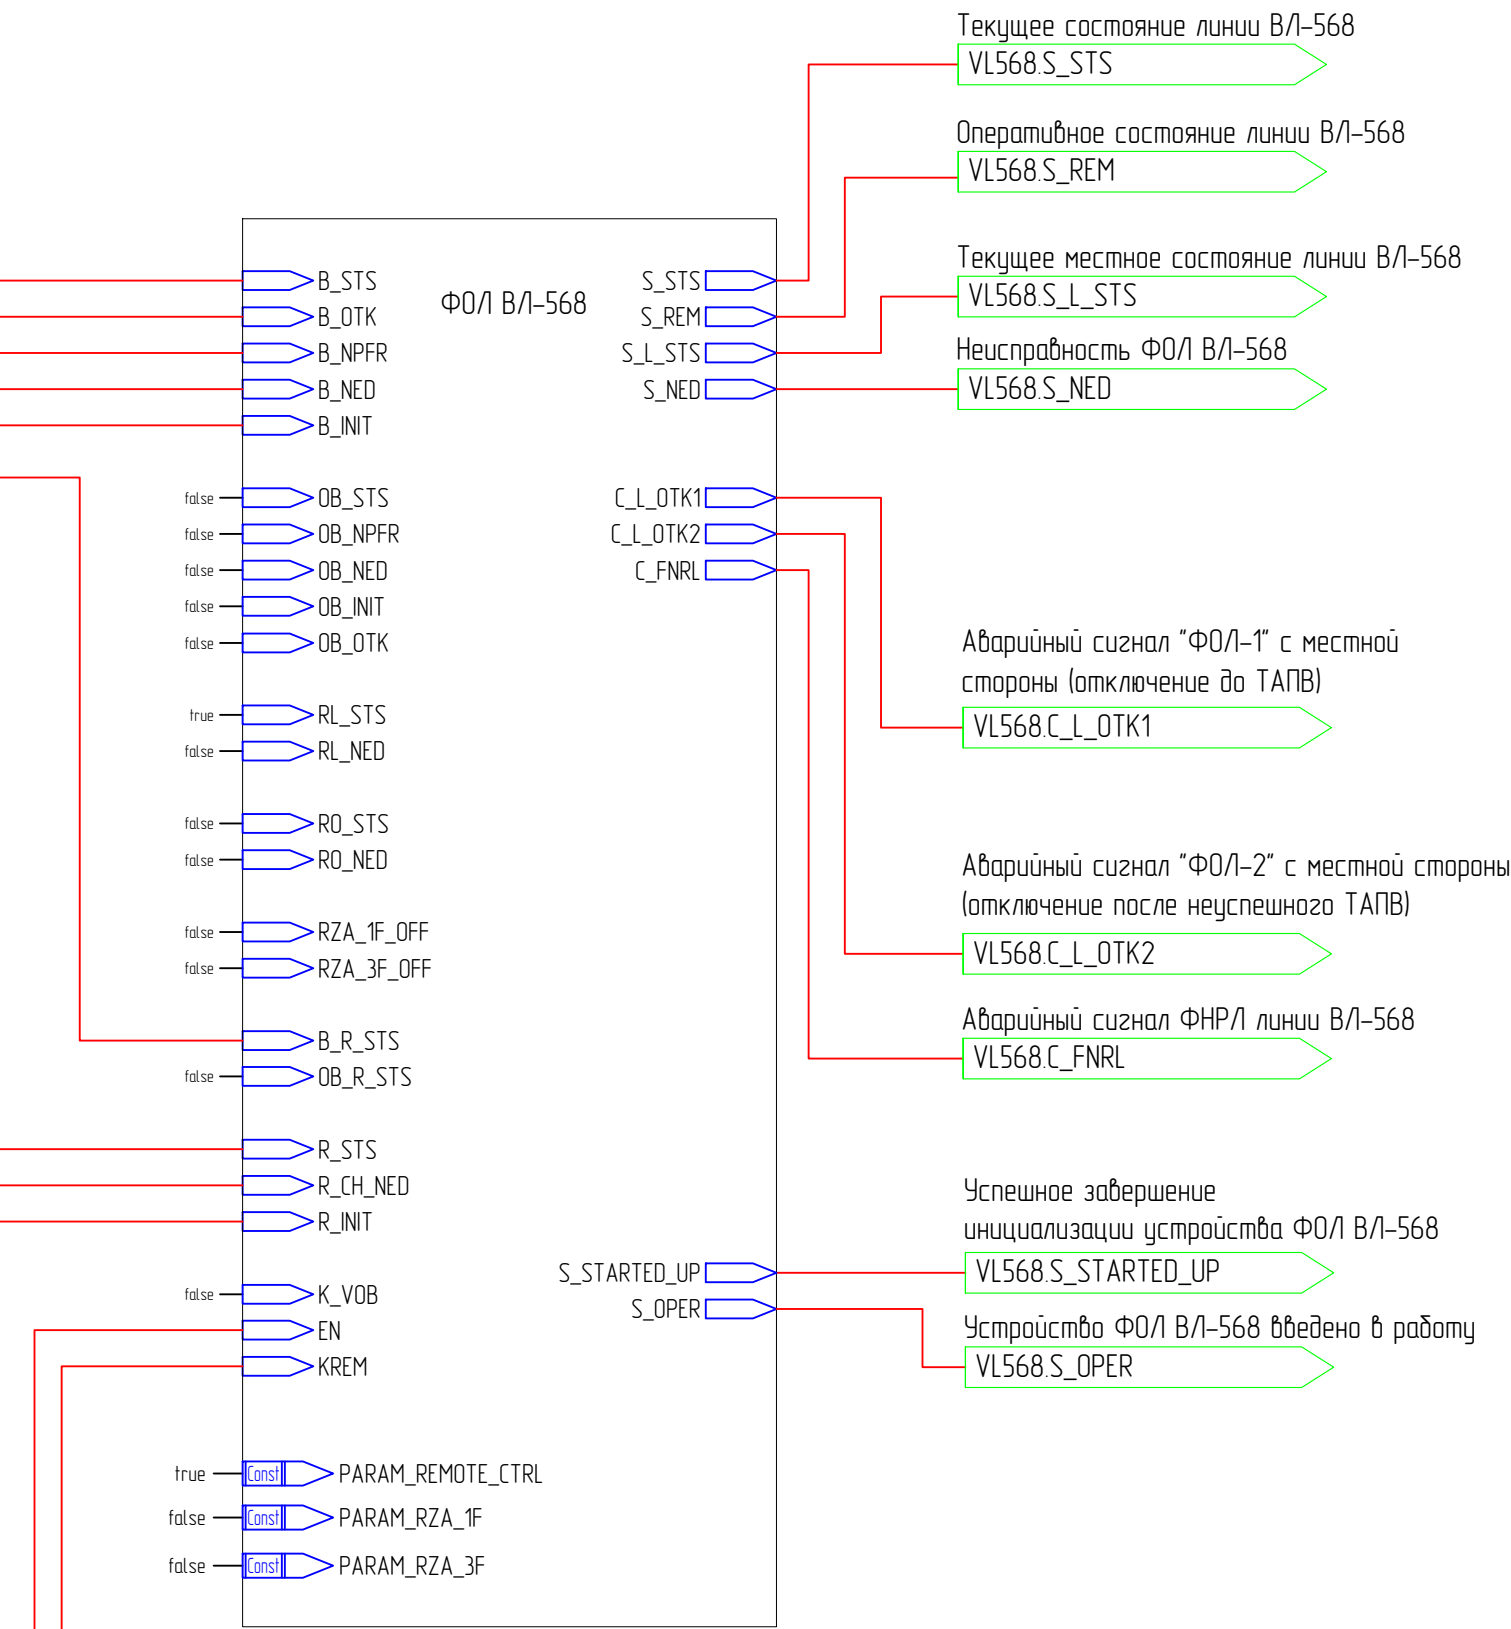 Текущее состояние линии ВЛ-568
VL568.S_STS
Оперативное состояние линии ВЛ-568
VL568.S_REM
Текущее местное состояние линии ВЛ-568
VL568.S_L_STS
Неисправность ФОЛ ВЛ-568
VL568.S_NED
ФОЛ ВЛ-568
B_STS
B_OTK
B_NPFR
B_NED
B_INIT
false OB_STS
false OB_NPFR
false OB_NED
false OB_INIT
false OB_OTK
true RL_STS
false RL_NED
false RO_STS
false RO_NED
false RZA_1F_OFF
false RZA_3F_OFF
B_R_STS
false OB_R_STS
R_STS
R_CH_NED
R_INIT
false K_VOB
EN
KREM
true Const PARAM_REMOTE_CTRL
false Const PARAM_RZA_1F
false Const PARAM_RZA_3F
S_STS
S_REM
S_L_STS
S_NED
C_L_OTK1
C_L_OTK2
C_FNRL
S_STARTED_UP
S_OPER
Аварийный сигнал "ФОЛ-1" с местной
стороны (отключение до ТАПВ)
VL568.C_L_OTK1
Аварийный сигнал "ФОЛ-2" с местной стороны
(отключение после неуспешного ТАПВ)
VL568.C_L_OTK2
Аварийный сигнал ФНРЛ линии ВЛ-568
VL568.C_FNRL
Успешное завершение
инициализации устройства ФОЛ ВЛ-568
VL568.S_STARTED_UP
Устройство ФОЛ ВЛ-568 введено в работу
VL568.S_OPER